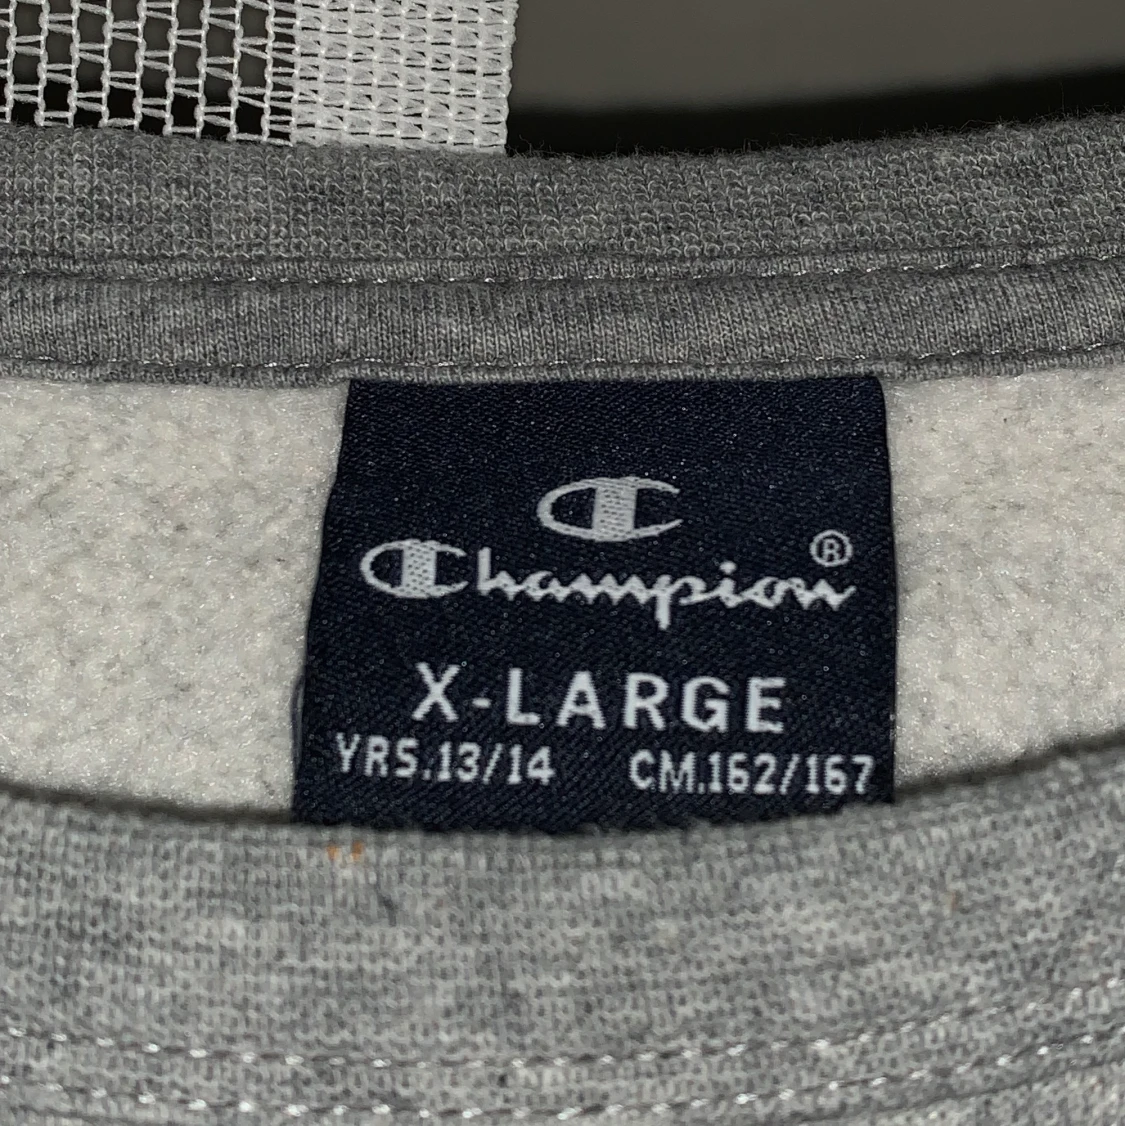 Champion®
X-LARGE
YRS.13/14 CM.162/167